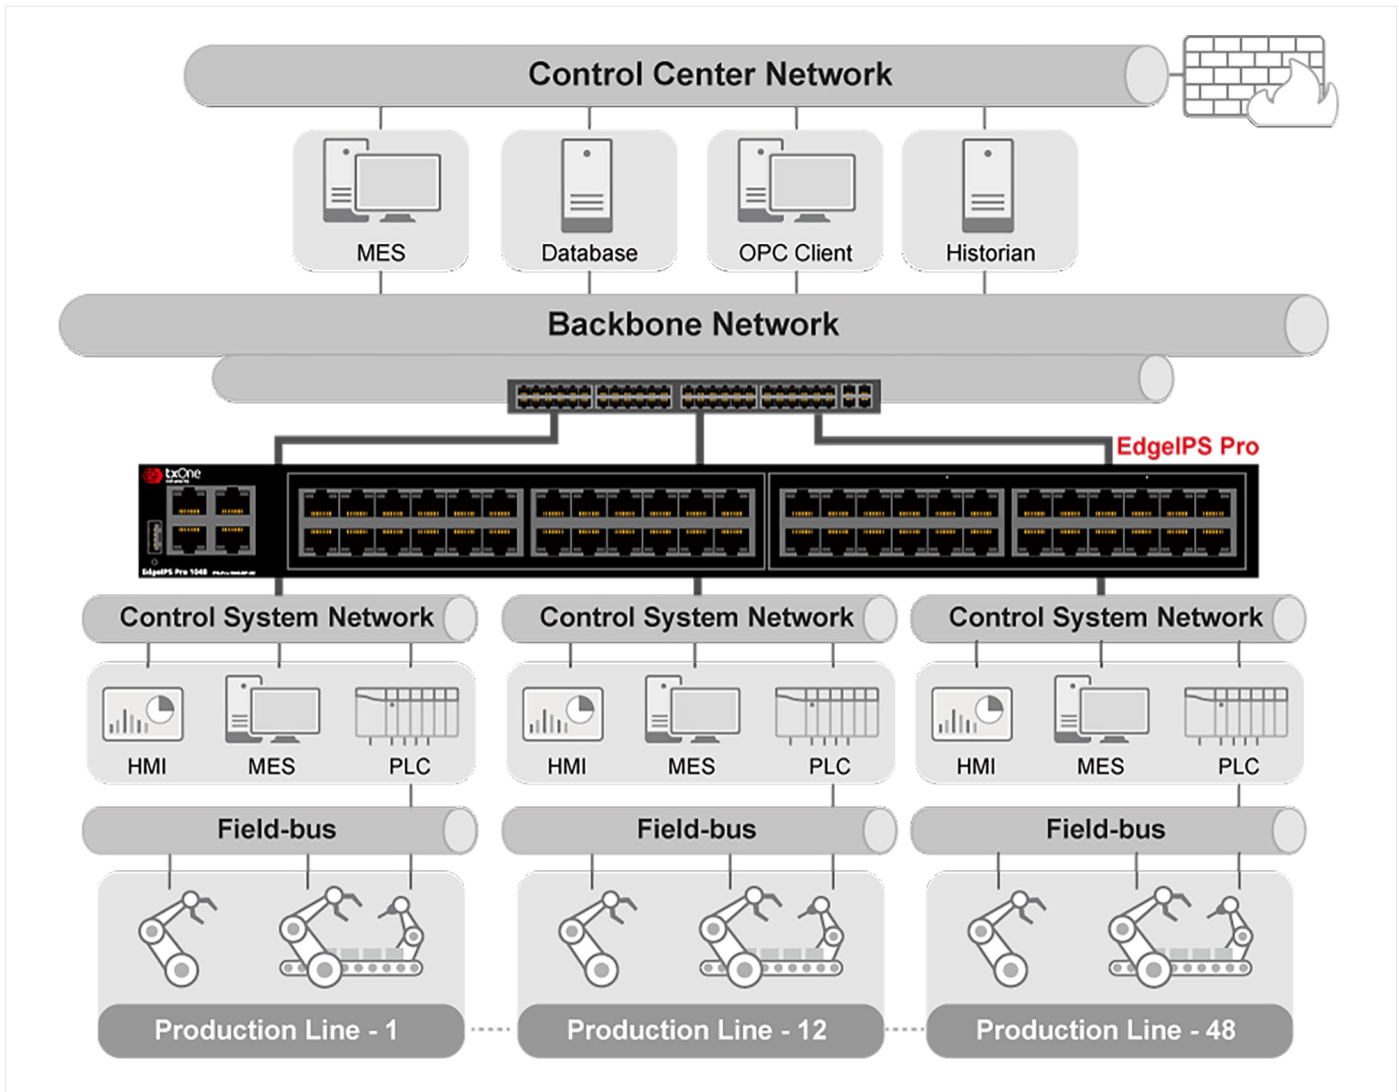 Control Center Network
MES
Database
OPC Client
Historian
Backbone Network
EdgeIPS Pro
txOne
EdgeIPS Pro 1048
Control System Network
Control System Network
Control System Network
HMI
MES
PLC
HMI
MES
PLC
HMI
MES
PLC
Field-bus
Field-bus
Field-bus
Production Line - 1
Production Line - 12
Production Line - 48